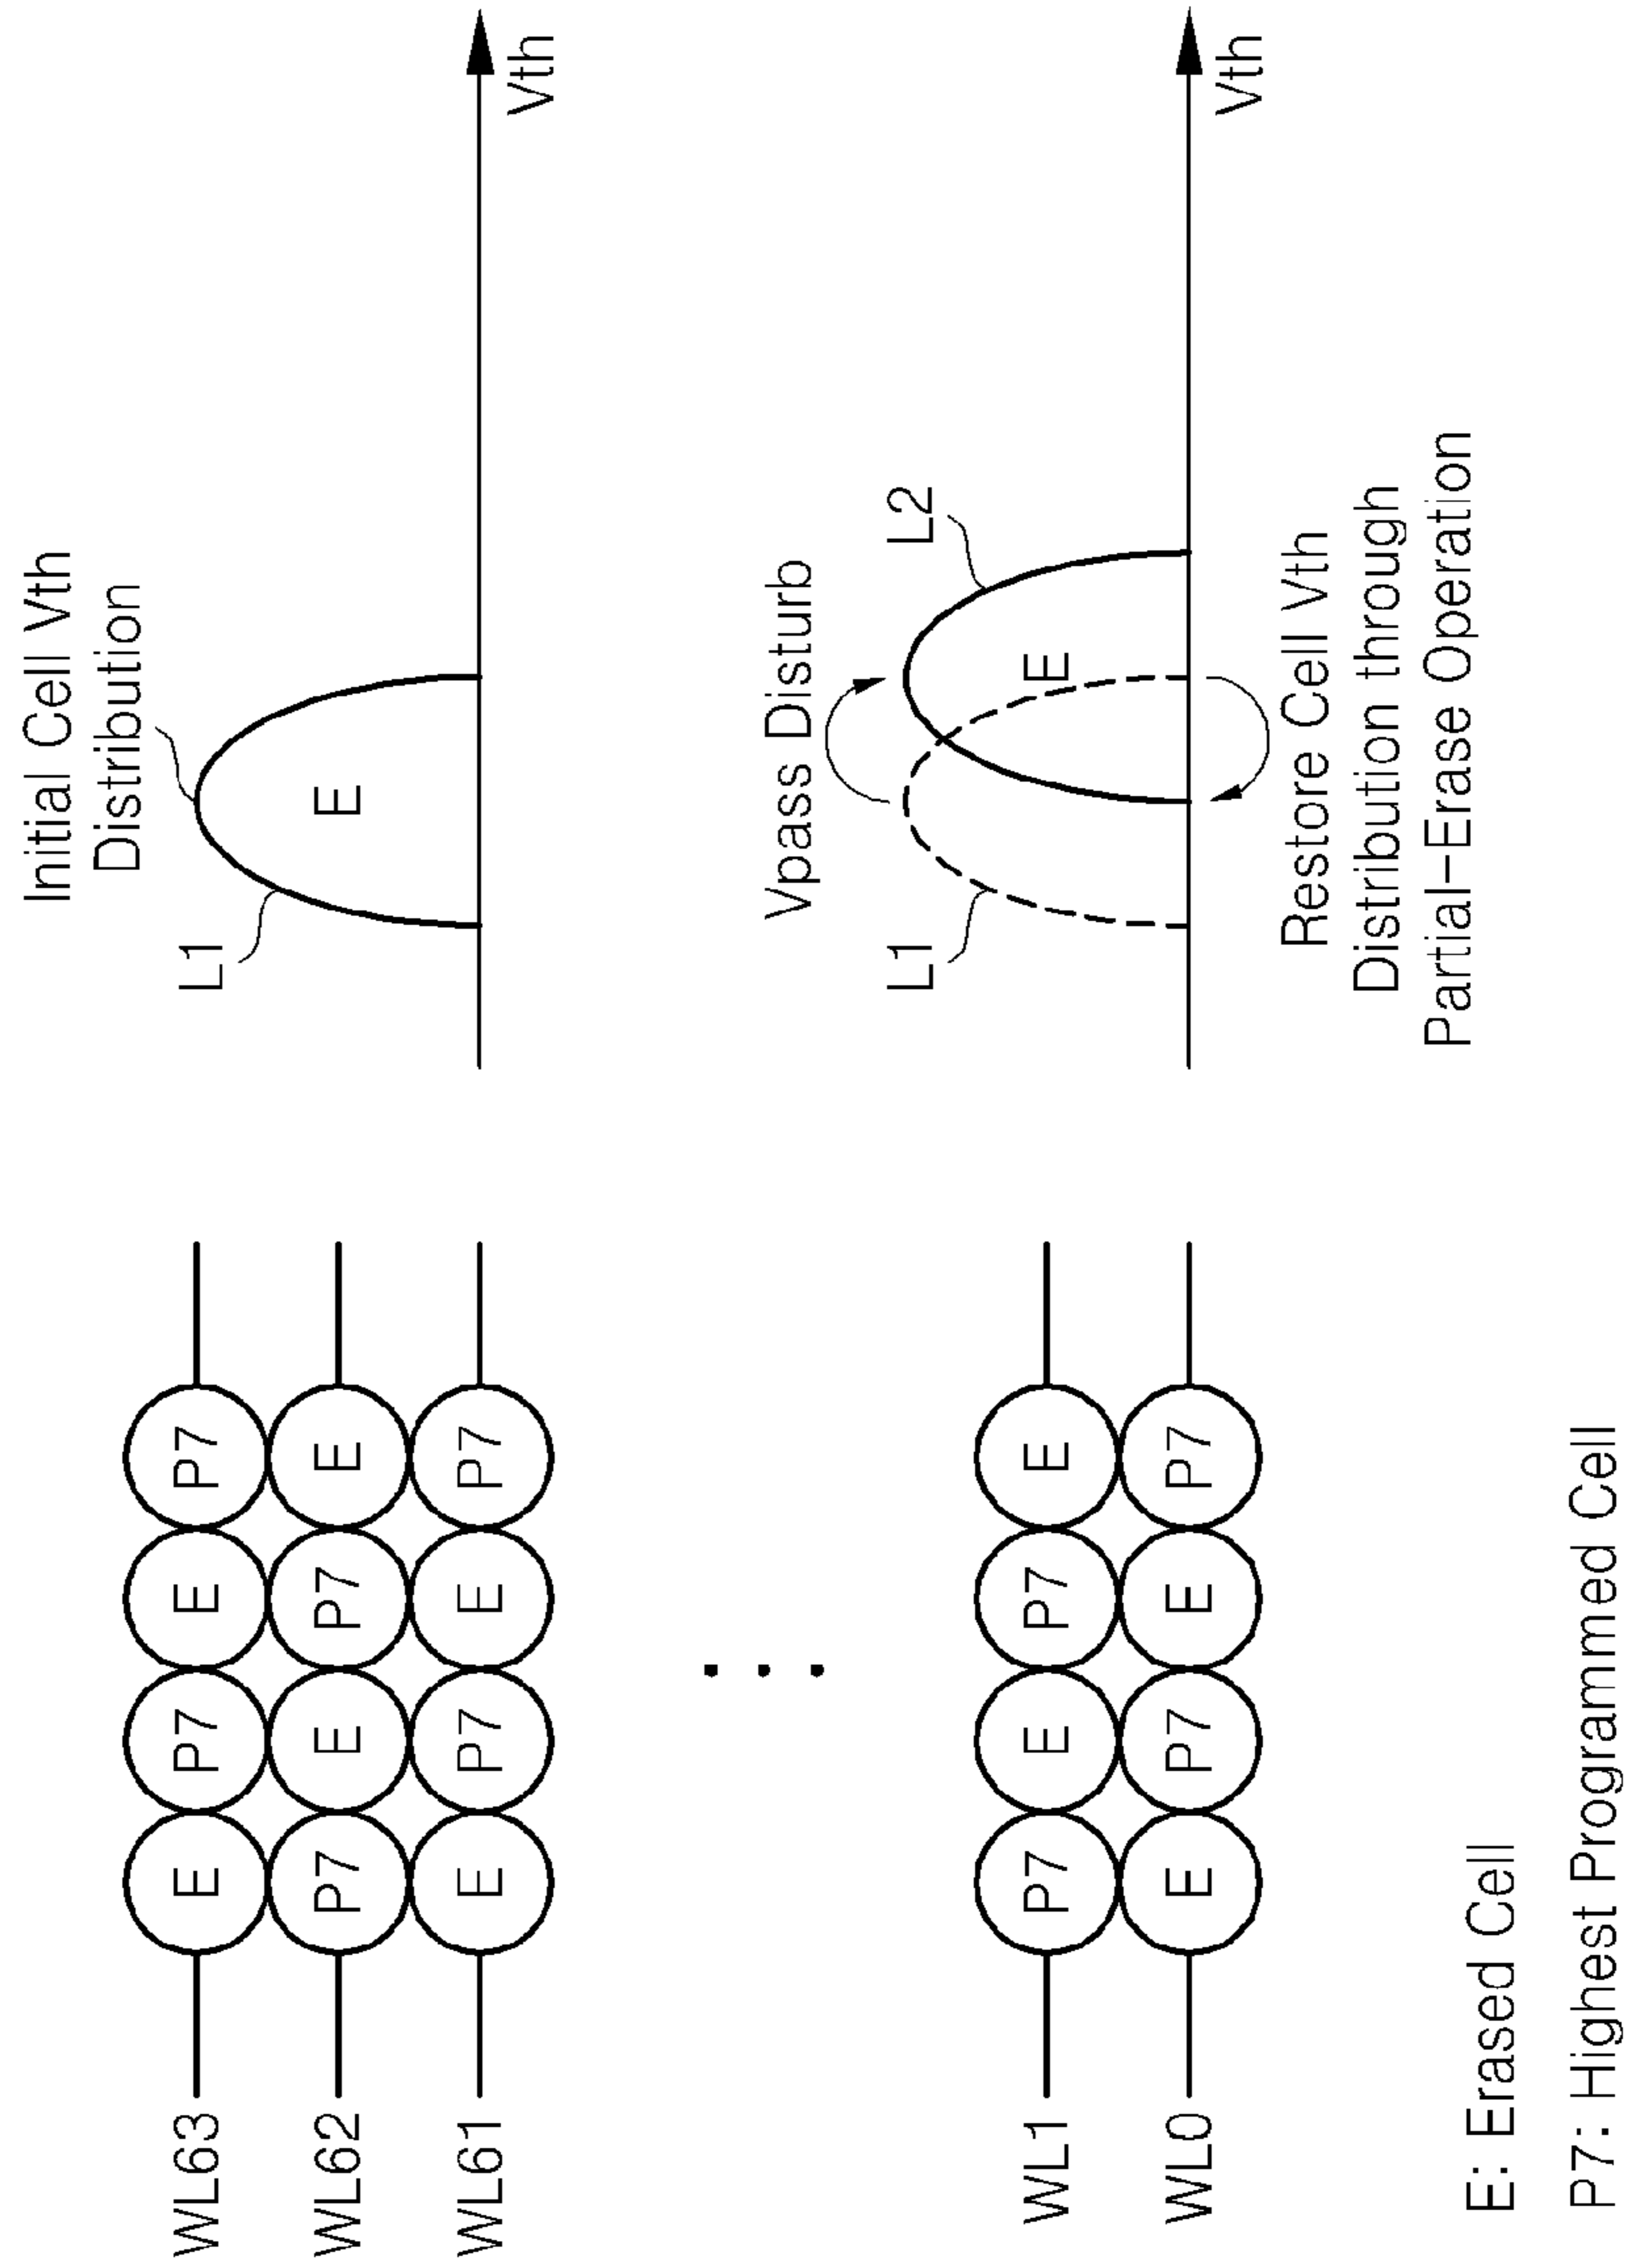 WL63 E P7 E P7
WL62 P7 E P7 E
WL61 E P7 E P7
WL1 P7 E P7 E
WL0 E P7 E P7
E: Erased Cell
P7: Highest Programmed Cell
Initial Cell Vth
Distribution
L1
E
Vth
Vpass Disturb
L1
L2
E
Vth
Restore Cell Vth
Distribution through
Partial-Erase Operation